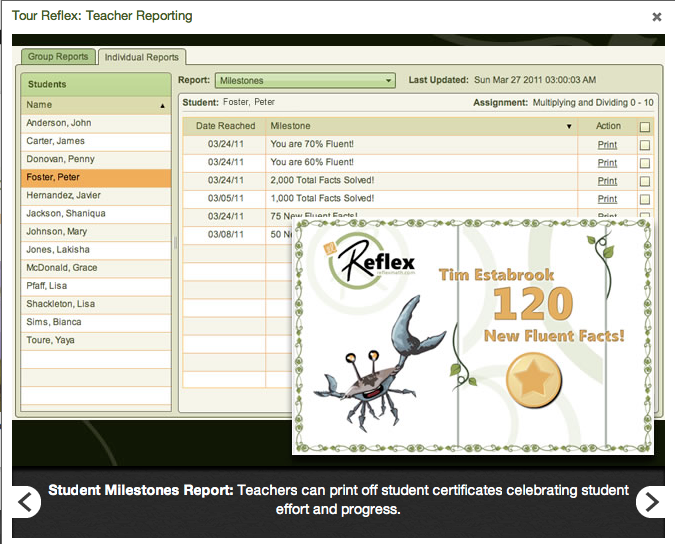 Tour Reflex: Teacher Reporting
Group Reports
Individual Reports
Students
Name
Anderson, John
Carter, James
Donovan, Penny
Foster, Peter
Hernandez, Javier
Jackson, Shaniqua
Johnson, Mary
Jones, Lakisha
McDonald, Grace
Pfaff, Lisa
Shackleton, Lisa
Sims, Bianca
Toure, Yaya
Report: Milestones Last Updated: Sun Mar 27 2011 03:00:03 AM
Student: Foster, Peter Assignment: Multiplying and Dividing 0 - 10
Date Reached Milestone Action
03/24/11 You are 70% Fluent! Print
03/24/11 You are 60% Fluent! Print
03/24/11 2,000 Total Facts Solved! Print
03/05/11 1,000 Total Facts Solved! Print
03/24/11 75 New Fluent Facts! Print
03/08/11 50
Reflex
reflexmath.com
Tim Estabrook
120
New Fluent Facts!
Student Milestones Report: Teachers can print off student certificates celebrating student
effort and progress.